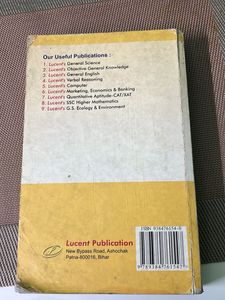 Our Useful Publications :
1. Lucent's General Science
2. Lucent's Objective General Knowledge
3. Lucent's General English
4. Lucent's Verbal Reasoning
5. Lucent's Computer
6. Lucent's Marketing, Economics & Banking
7. Lucent's Quantitative Aptitude-CAT/XAT
8. Lucent's SSC Higher Mathematics
9. Lucent's G.S. Ecology & Environment
Lucent Publication
New Bypass Road, Ashochak
Patna-800016, Bihar